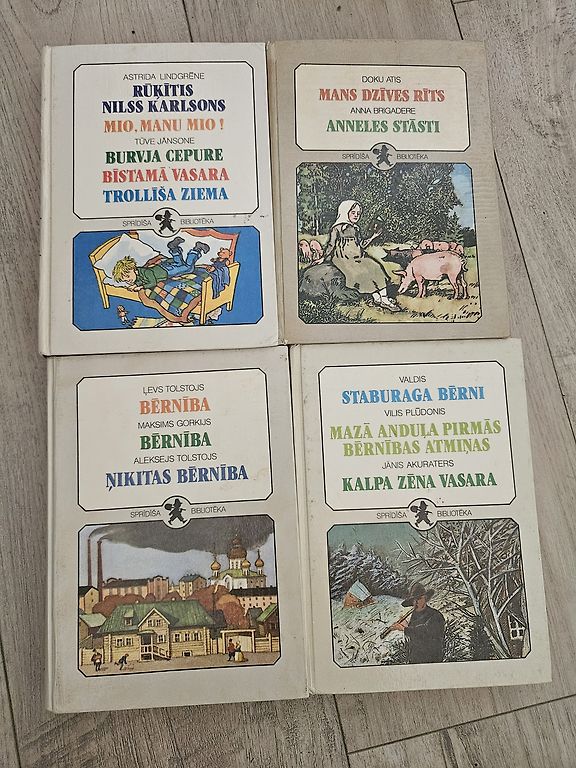 ASTRIDA LINDGRĒNE
RŪĶĪTIS
NILSS KARLSONS
MIO, MANU MIO!
TŪVE JĀNSONE
BURVJA CEPURE
BĪSTAMĀ VASARA
TROLLĪŠA ZIEMA
SPRĪDĪŠA BIBLIOTĒKA
DOKU ATIS
MANS DZĪVES RĪTS
ANNA BRIGADERE
ANNELES STĀSTI
SPRĪDĪŠA BIBLIOTĒKA
ĻEVS TOLSTOJS
BĒRNĪBA
MAKSIMS GORKIJS
BĒRNĪBA
ALEKSEJS TOLSTOJS
ŅIKITAS BĒRNĪBA
SPRĪDĪŠA BIBLIOTĒKA
VALDIS
STABURAGA BĒRNI
VILIS PLŪDONIS
MAZĀ ANDUĻA PIRMĀS
BĒRNĪBAS ATMIŅAS
JĀNIS AKURATERS
KALPA ZĒNA VASARA
SPRĪDĪŠA BIBLIOTĒKA